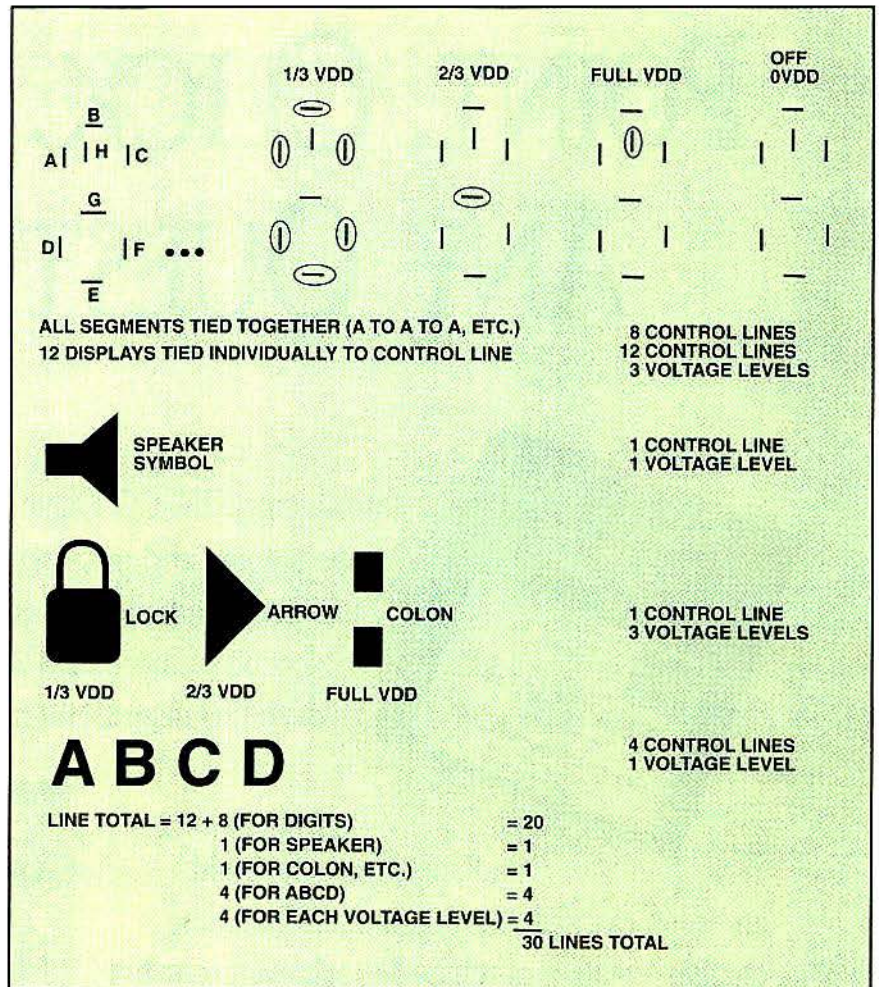 1/3 VDD 2/3 VDD FULL VDD OFF
0VDD
B
A H C
G
D F •••
E
ALL SEGMENTS TIED TOGETHER (A TO A TO A, ETC.) 8 CONTROL LINES
12 DISPLAYS TIED INDIVIDUALLY TO CONTROL LINE 12 CONTROL LINES
3 VOLTAGE LEVELS
SPEAKER
SYMBOL
1 CONTROL LINE
1 VOLTAGE LEVEL
LOCK ARROW COLON
1 CONTROL LINE
3 VOLTAGE LEVELS
1/3 VDD 2/3 VDD FULL VDD
A B C D
4 CONTROL LINES
1 VOLTAGE LEVEL
LINE TOTAL = 12 + 8 (FOR DIGITS) = 20
1 (FOR SPEAKER) = 1
1 (FOR COLON, ETC.) = 1
4 (FOR ABCD) = 4
4 (FOR EACH VOLTAGE LEVEL) = 4
30 LINES TOTAL